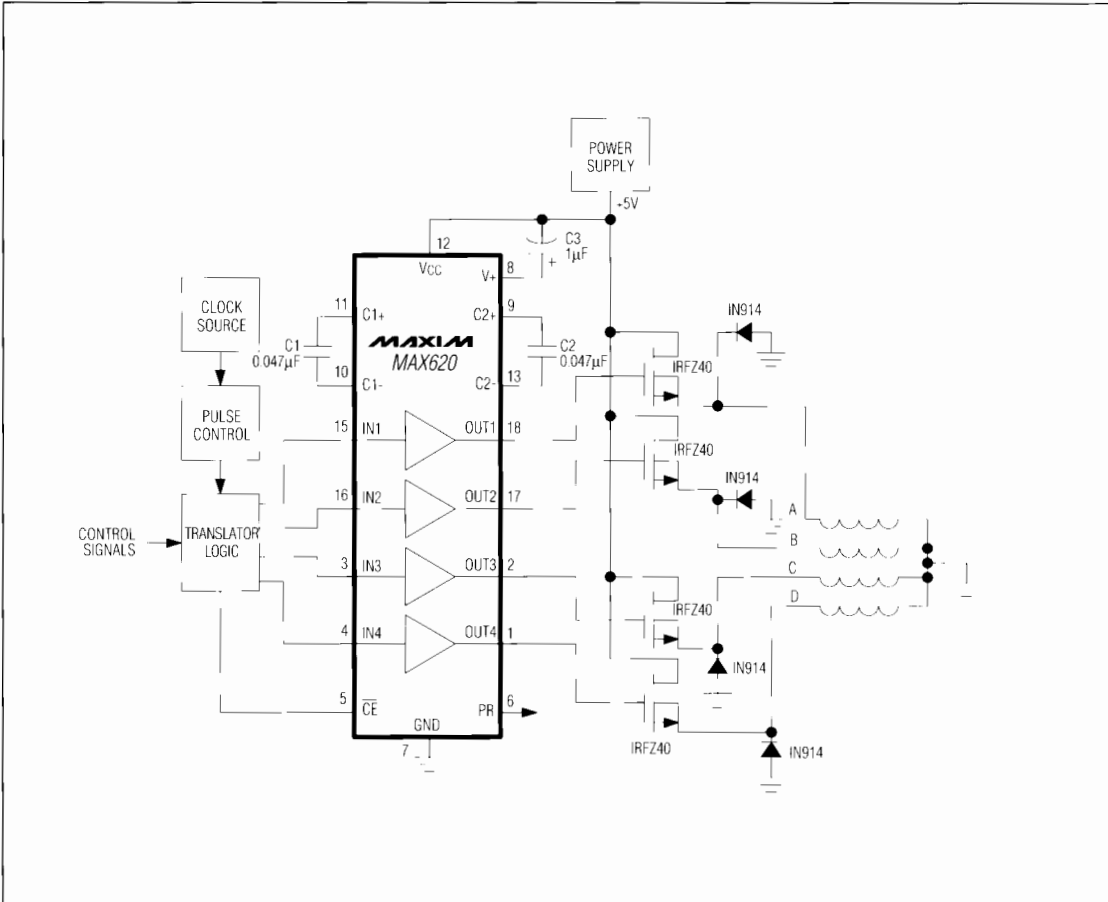 POWER
SUPPLY
+5V
C3
1µF
+
12
VCC
V+
8
CLOCK
SOURCE
11
C1+
C2+
9
IN914
C1
0.047µF
MAXIM
MAX620
C2
0.047µF
10
C1-
C2-
13
IRFZ40
PULSE
CONTROL
15
IN1
OUT1
18
IRFZ40
IN914
16
IN2
OUT2
17
A
CONTROL
SIGNALS
TRANSLATOR
LOGIC
B
3
IN3
OUT3
2
C
D
IRFZ40
4
IN4
OUT4
1
IN914
5
CE
PR
6
GND
7
IRFZ40
IN914